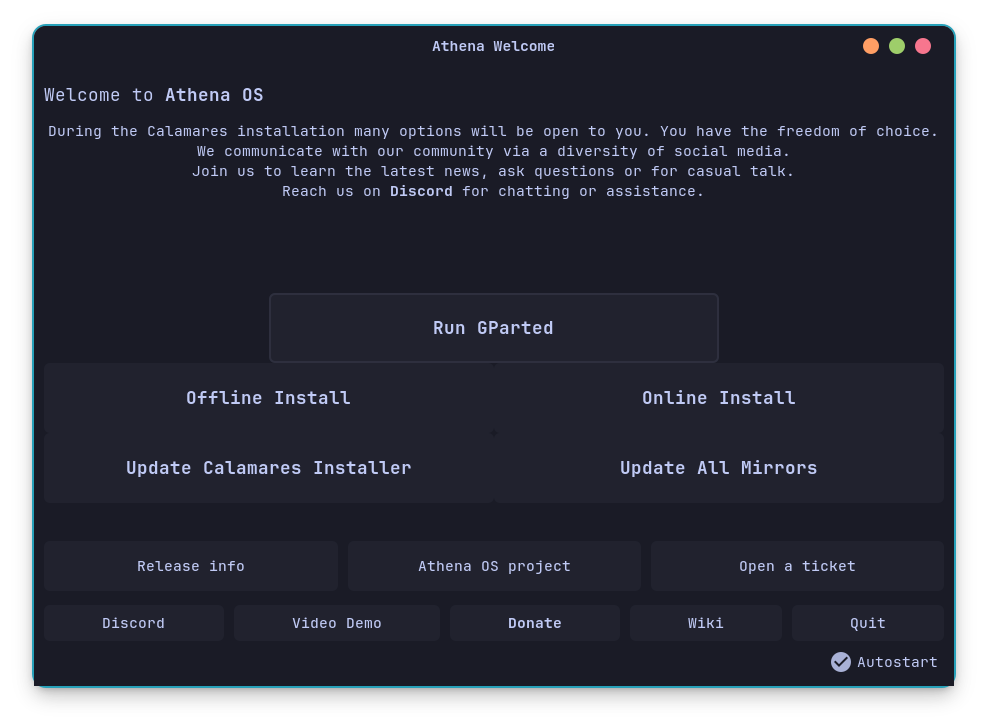 Athena Welcome
Welcome to Athena OS
During the Calamares installation many options will be open to you. You have the freedom of choice.
We communicate with our community via a diversity of social media.
Join us to learn the latest news, ask questions or for casual talk.
Reach us on Discord for chatting or assistance.
Run GParted
Offline Install
Online Install
Update Calamares Installer
Update All Mirrors
Release info
Athena OS project
Open a ticket
Discord
Video Demo
Donate
Wiki
Quit
Autostart